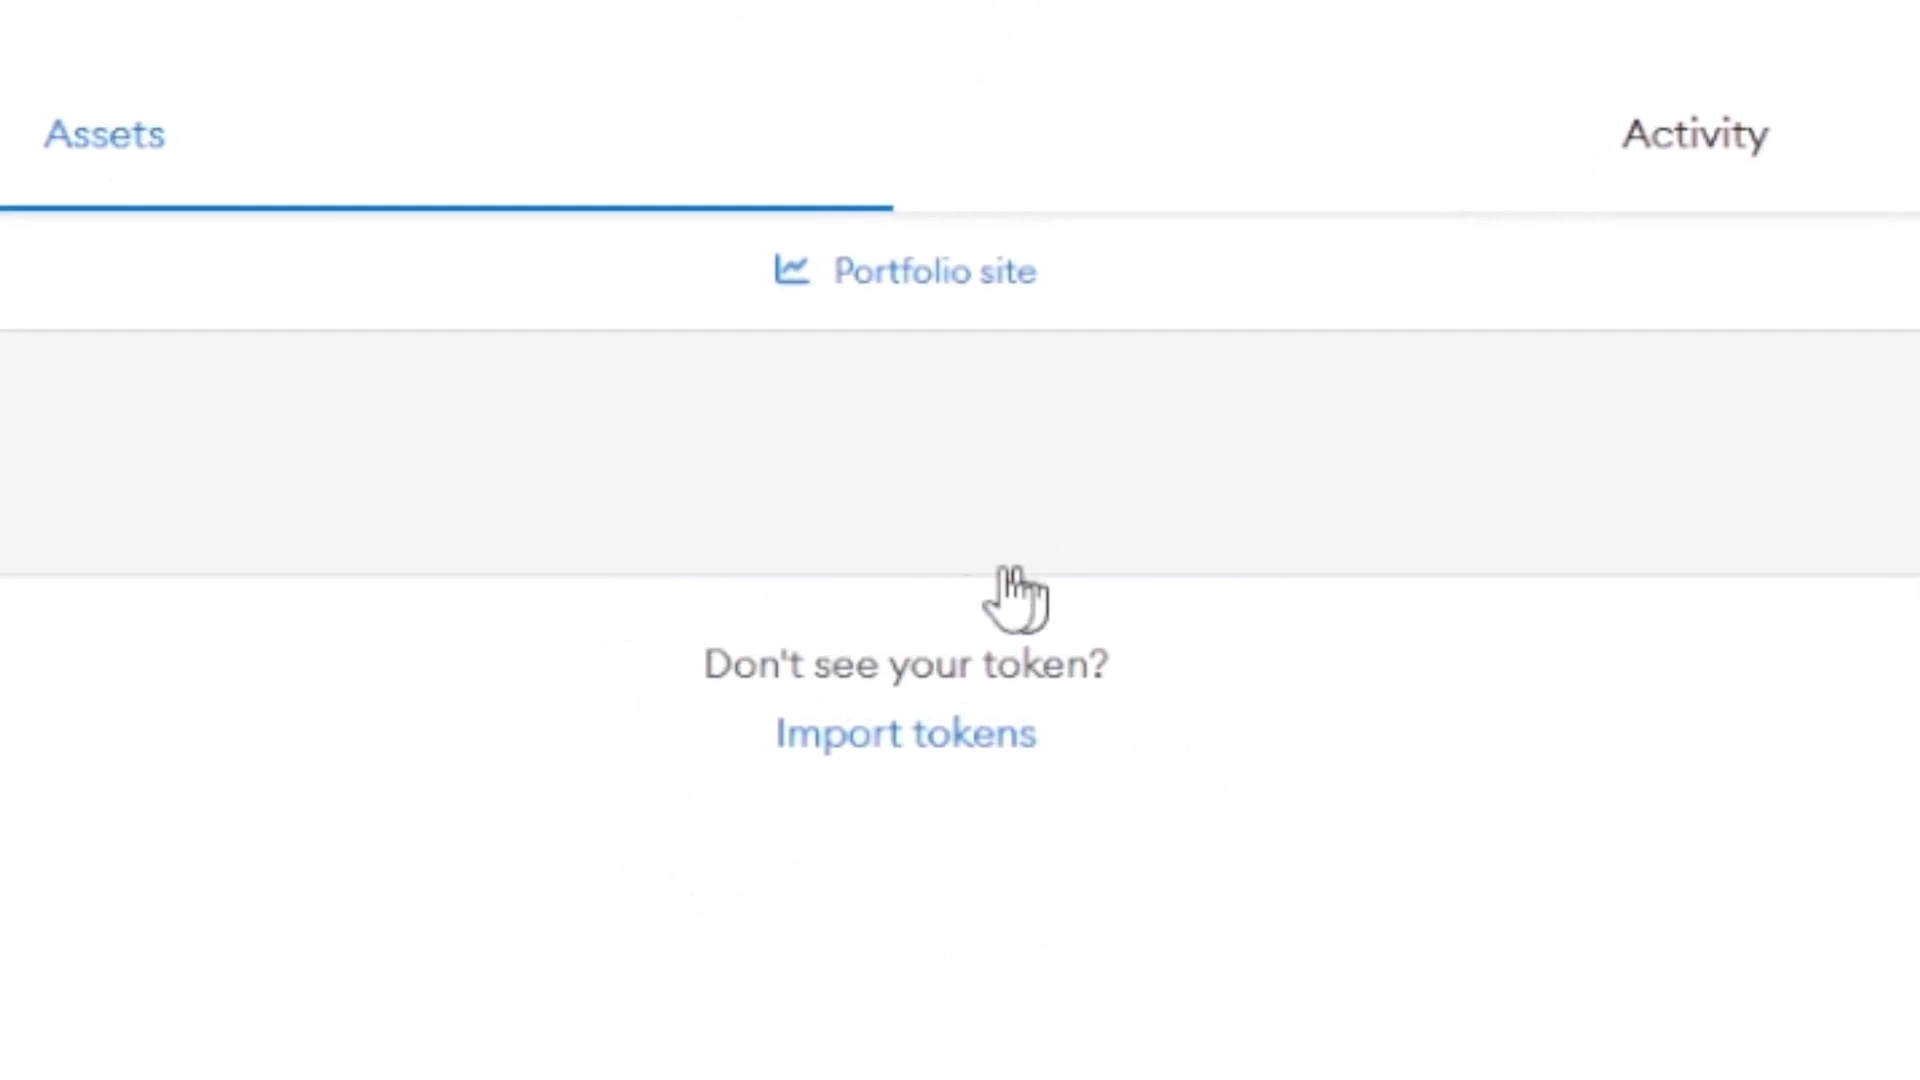 Assets
Activity
Portfolio site
Don't see your token?
Import tokens